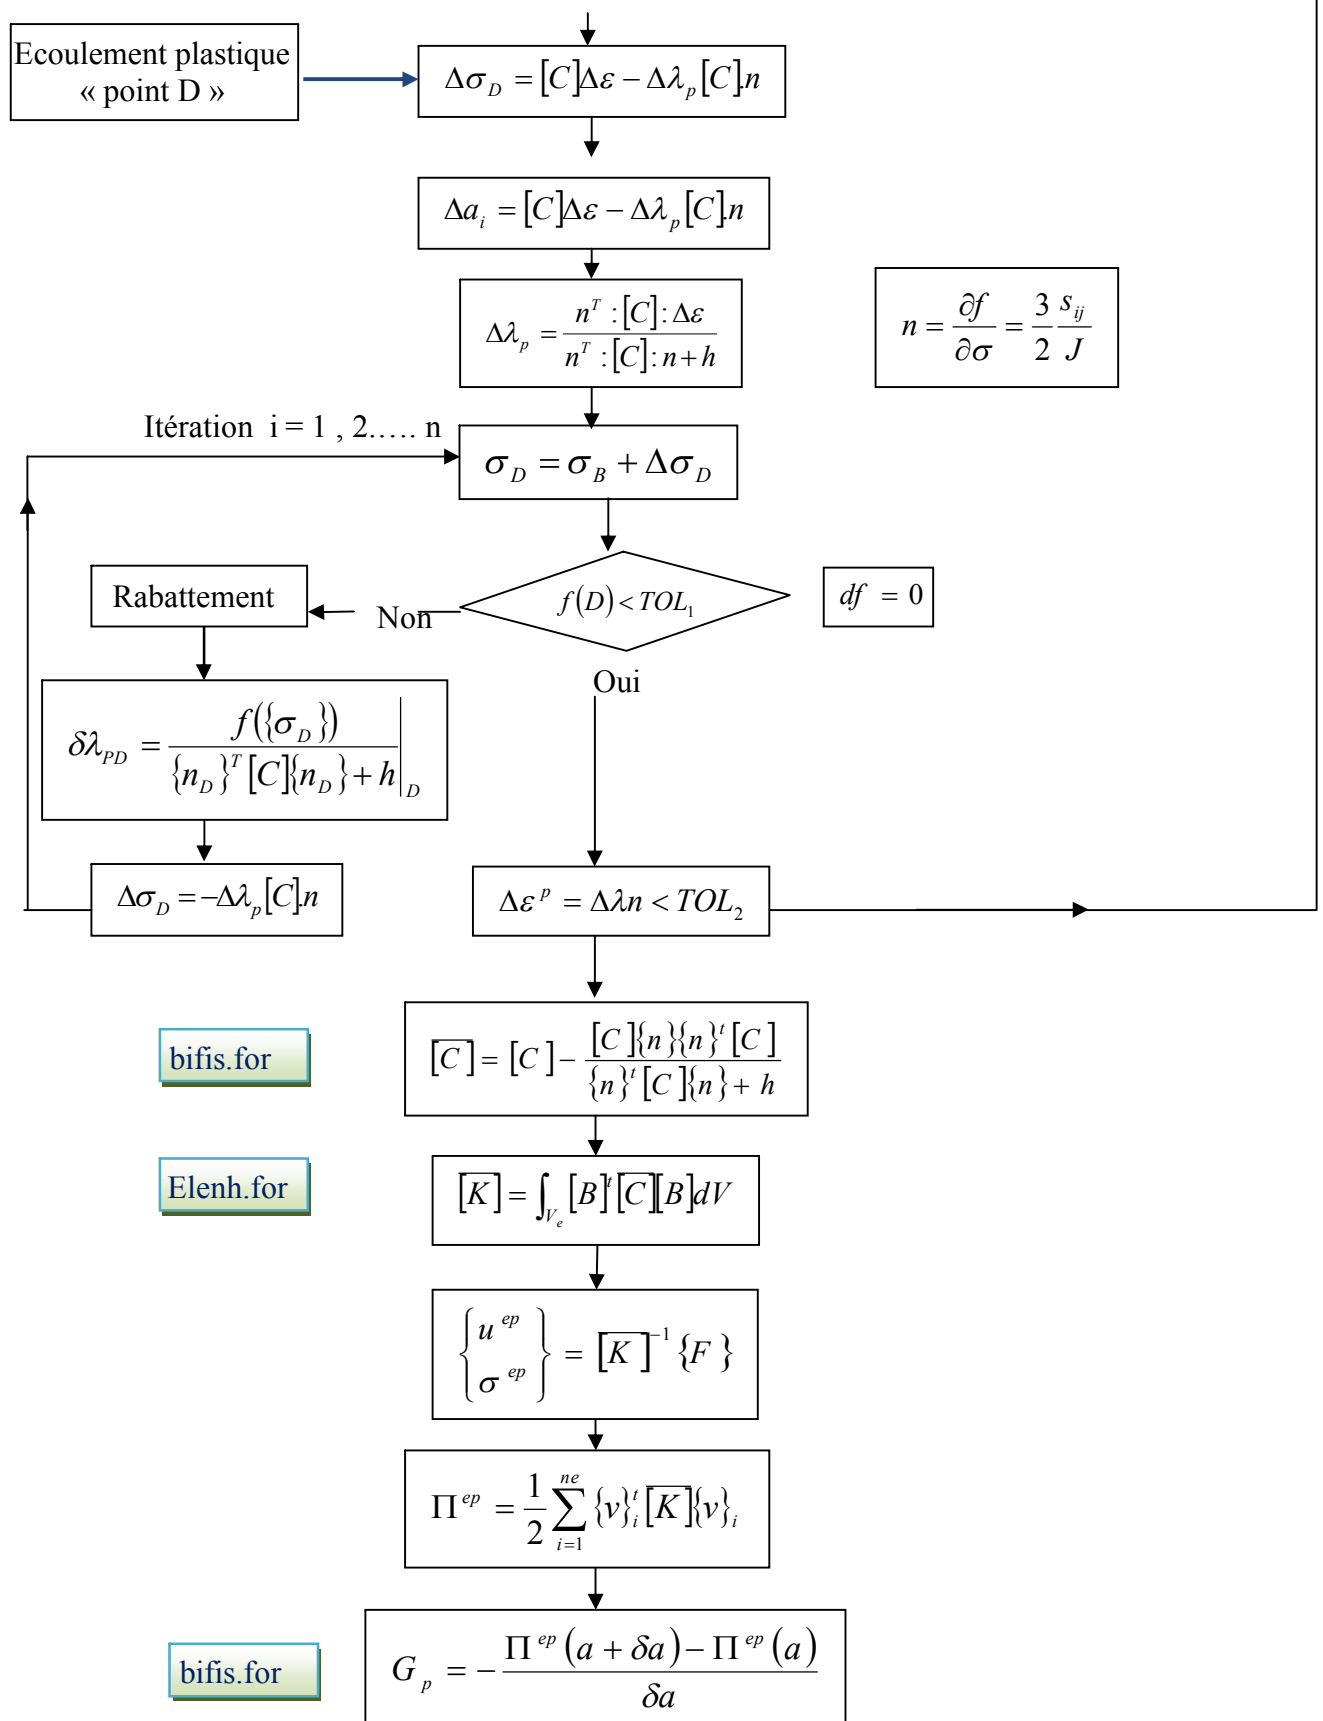 Ecoulement plastique
« point D »
Δσ_D = [C]Δε − Δλ_p[C].n
Δa_i = [C]Δε − Δλ_p[C].n
Δλ_p = (n^T : [C] : Δε) / (n^T : [C] : n + h)
n = ∂f/∂σ = (3/2) (s_ij / J)
Itération i = 1 , 2….. n
σ_D = σ_B + Δσ_D
f(D) < TOL_1
df = 0
Rabattement
Non
Oui
δλ_PD = f({σ_D}) / ({n_D}^T [C]{n_D} + h) |_D
Δσ_D = −Δλ_p[C].n
Δε^p = Δλn < TOL_2
bifis.for
[C]‾ = [C] − ([C]{n}{n}^t [C]) / ({n}^t [C]{n} + h)
Elenh.for
[K]‾ = ∫_{V_e} [B]^t [C]‾ [B]dV
{u^ep
σ^ep} = [K]‾^−1 {F}
Π^ep = (1/2) ∑_{i=1}^{ne} {v}_i^t [K]‾ {v}_i
bifis.for
G_p = − (Π^ep (a + δa) − Π^ep (a)) / δa